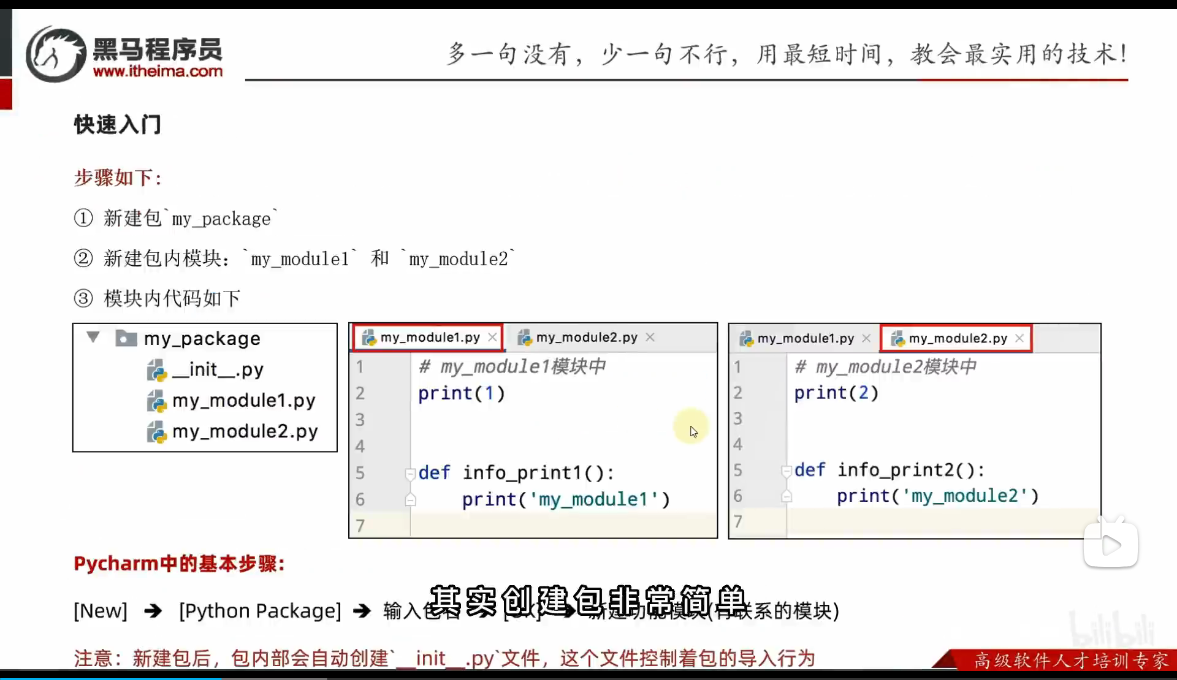 黑马程序员
www.itheima.com
多一句没有，少一句不行，用最短时间，教会最实用的技术！
快速入门
步骤如下：
① 新建包`my_package`
② 新建包内模块：`my_module1` 和 `my_module2`
③ 模块内代码如下
my_package
__init__.py
my_module1.py
my_module2.py
my_module1.py my_module2.py
1 # my_module1模块中
2 print(1)
3
4
5 def info_print1():
6 print('my_module1')
7
my_module1.py my_module2.py
1 # my_module2模块中
2 print(2)
3
4
5 def info_print2():
6 print('my_module2')
7
Pycharm中的基本步骤：
[New] ➔ [Python Package] ➔ 输入包名 ➔ [OK] ➔ 新建功能模块(有联系的模块)
其实创建包非常简单
注意：新建包后，包内部会自动创建`__init__.py`文件，这个文件控制着包的导入行为
bilibili
高级软件人才培训专家